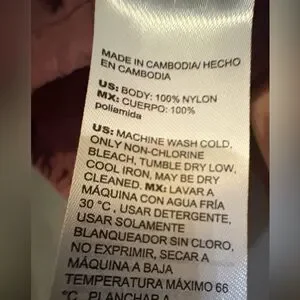 MADE IN CAMBODIA/ HECHO
EN CAMBODIA
US: BODY: 100% NYLON
MX: CUERPO: 100%
poliamida
US: MACHINE WASH COLD,
ONLY NON-CHLORINE
BLEACH, TUMBLE DRY LOW,
COOL IRON, MAY BE DRY
CLEANED. MX: LAVAR A
MÁQUINA CON AGUA FRÍA
30 °C , USAR DETERGENTE,
USAR SOLAMENTE
BLANQUEADOR SIN CLORO,
NO EXPRIMIR, SECAR A
MÁQUINA A BAJA
TEMPERATURA MÁXIMO 66
°C, PLANCHAR A